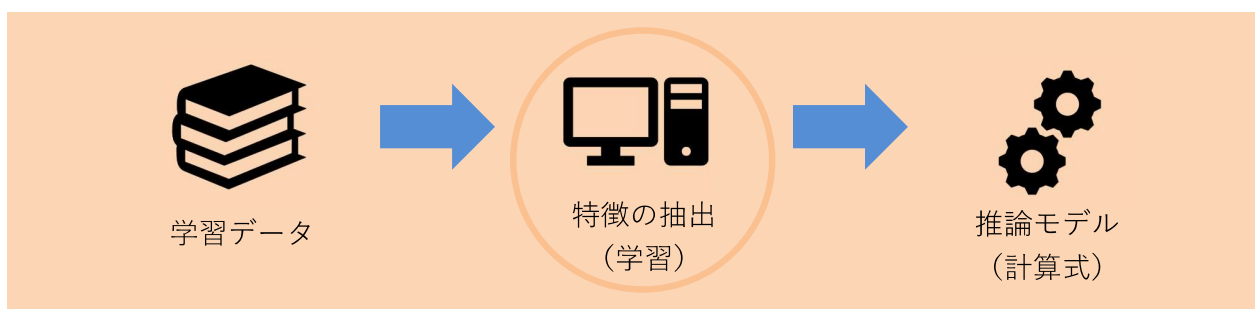 学習データ
特徴の抽出
（学習）
推論モデル
（計算式）